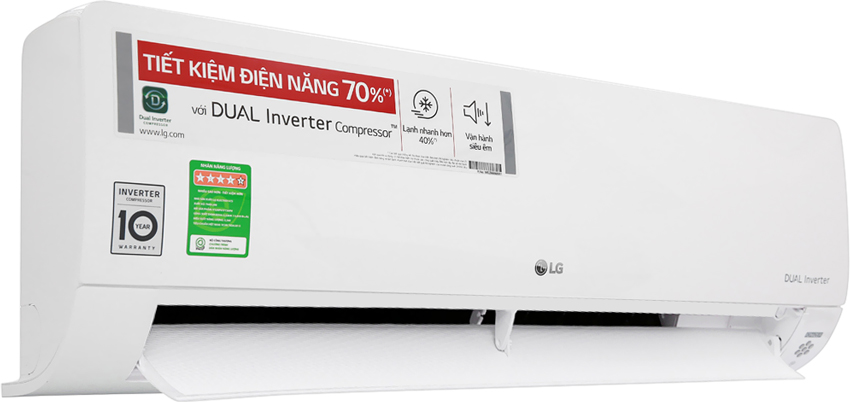 TIẾT KIỆM ĐIỆN NĂNG 70%(*)
với DUAL Inverter Compressor™
Dual Inverter
COMPRESSOR
www.lg.com
Lạnh nhanh hơn
40%(*)
Vận hành
siêu êm
NHÃN NĂNG LƯỢNG
INVERTER
COMPRESSOR
10 YEAR
WARRANTY
LG
DUAL Inverter